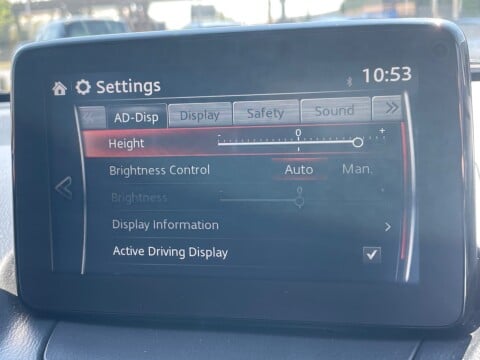 Settings
10:53
AD-Disp Display Safety Sound
Height - 0 +
Brightness Control Auto Man.
Brightness - 0 +
Display Information
Active Driving Display